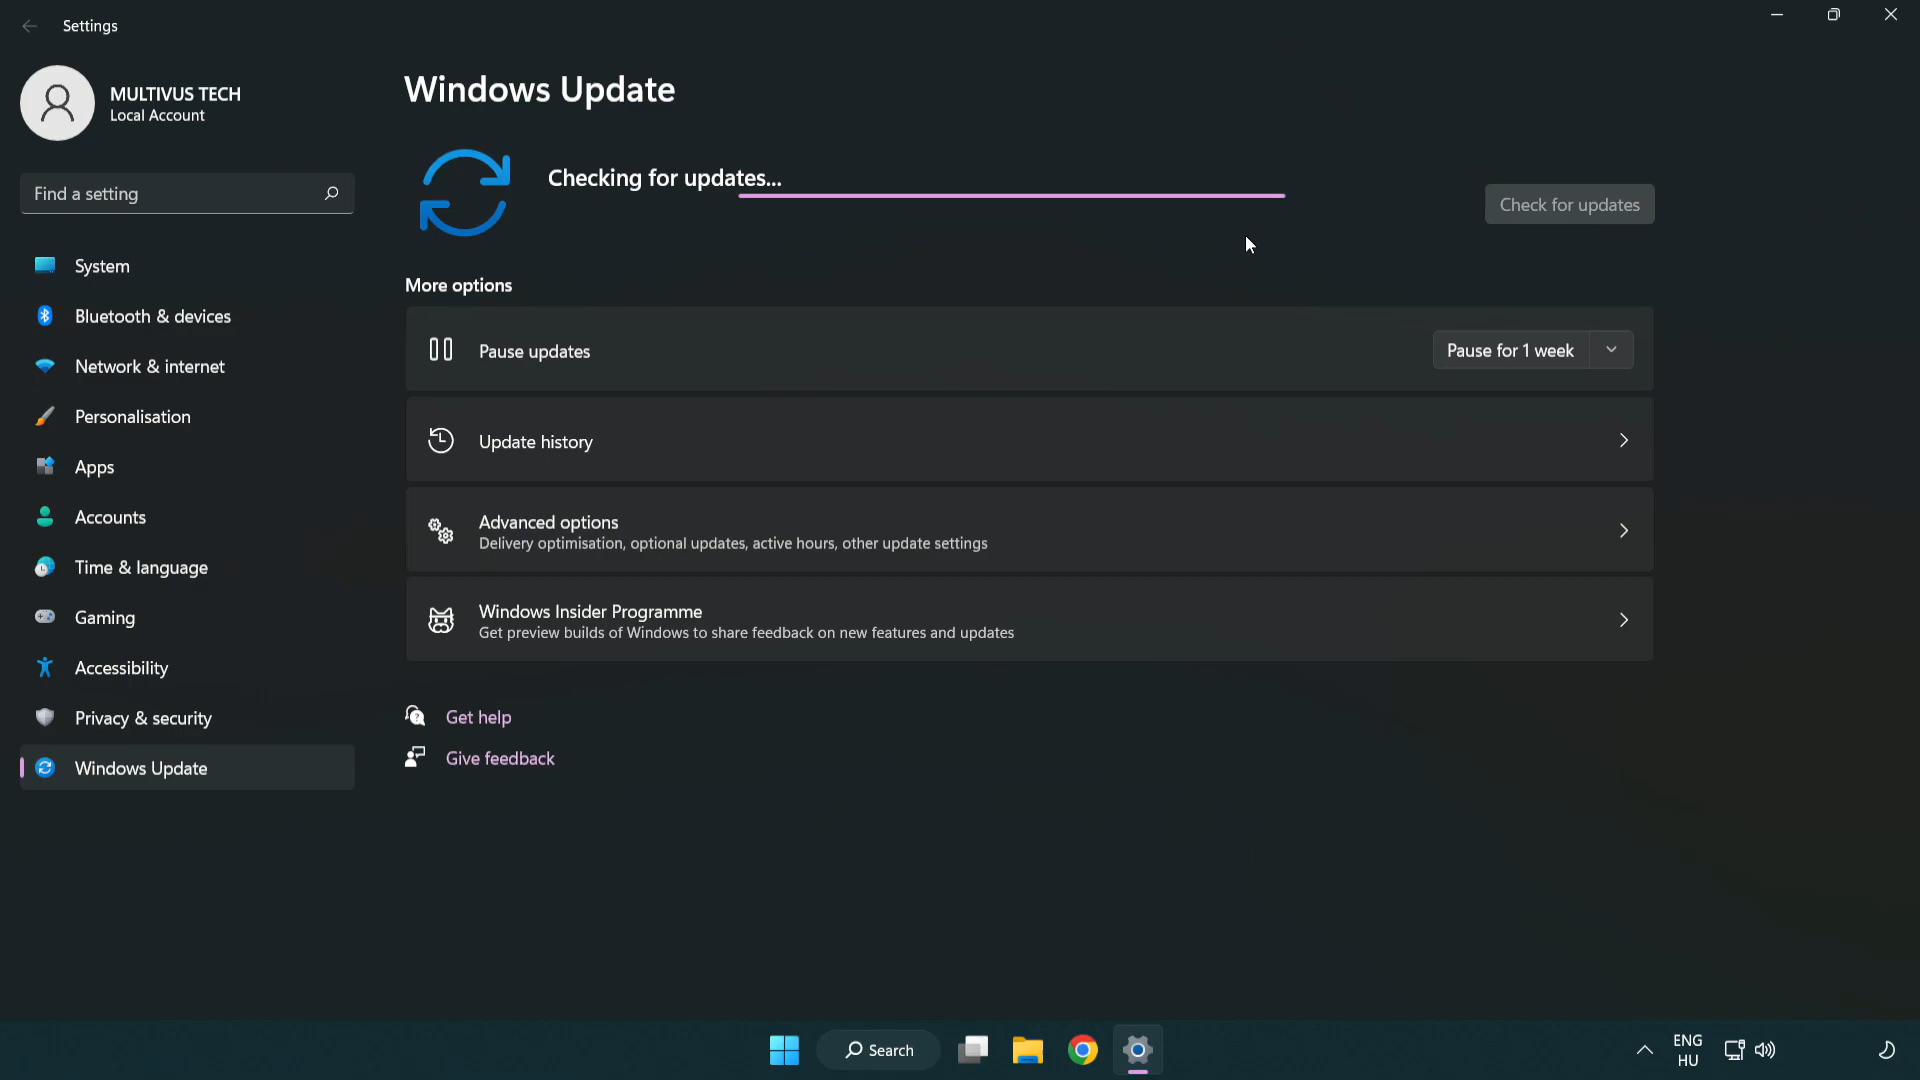 Settings
MULTIVUS TECH
Local Account
Find a setting
System
Bluetooth & devices
Network & internet
Personalisation
Apps
Accounts
Time & language
Gaming
Accessibility
Privacy & security
Windows Update
Windows Update
Checking for updates...
Check for updates
More options
Pause updates
Pause for 1 week
Update history
Advanced options
Delivery optimisation, optional updates, active hours, other update settings
Windows Insider Programme
Get preview builds of Windows to share feedback on new features and updates
Get help
Give feedback
Search
ENG
HU